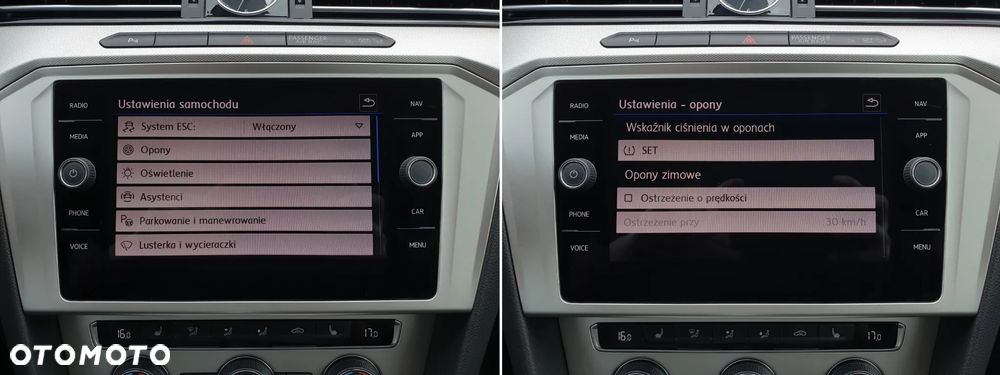 PASSENGER
RADIO
MEDIA
PHONE
VOICE
Ustawienia samochodu
System ESC: Włączony
Opony
Oświetlenie
Asystenci
Parkowanie i manewrowanie
Lusterka i wycieraczki
NAV
APP
CAR
MENU
16.0
17.0
OTOMOTO
PASSENGER
RADIO
MEDIA
PHONE
VOICE
Ustawienia - opony
Wskaźnik ciśnienia w oponach
SET
Opony zimowe
Ostrzeżenie o prędkości
Ostrzeżenie przy 30 km/h
NAV
APP
CAR
MENU
16.0
17.0